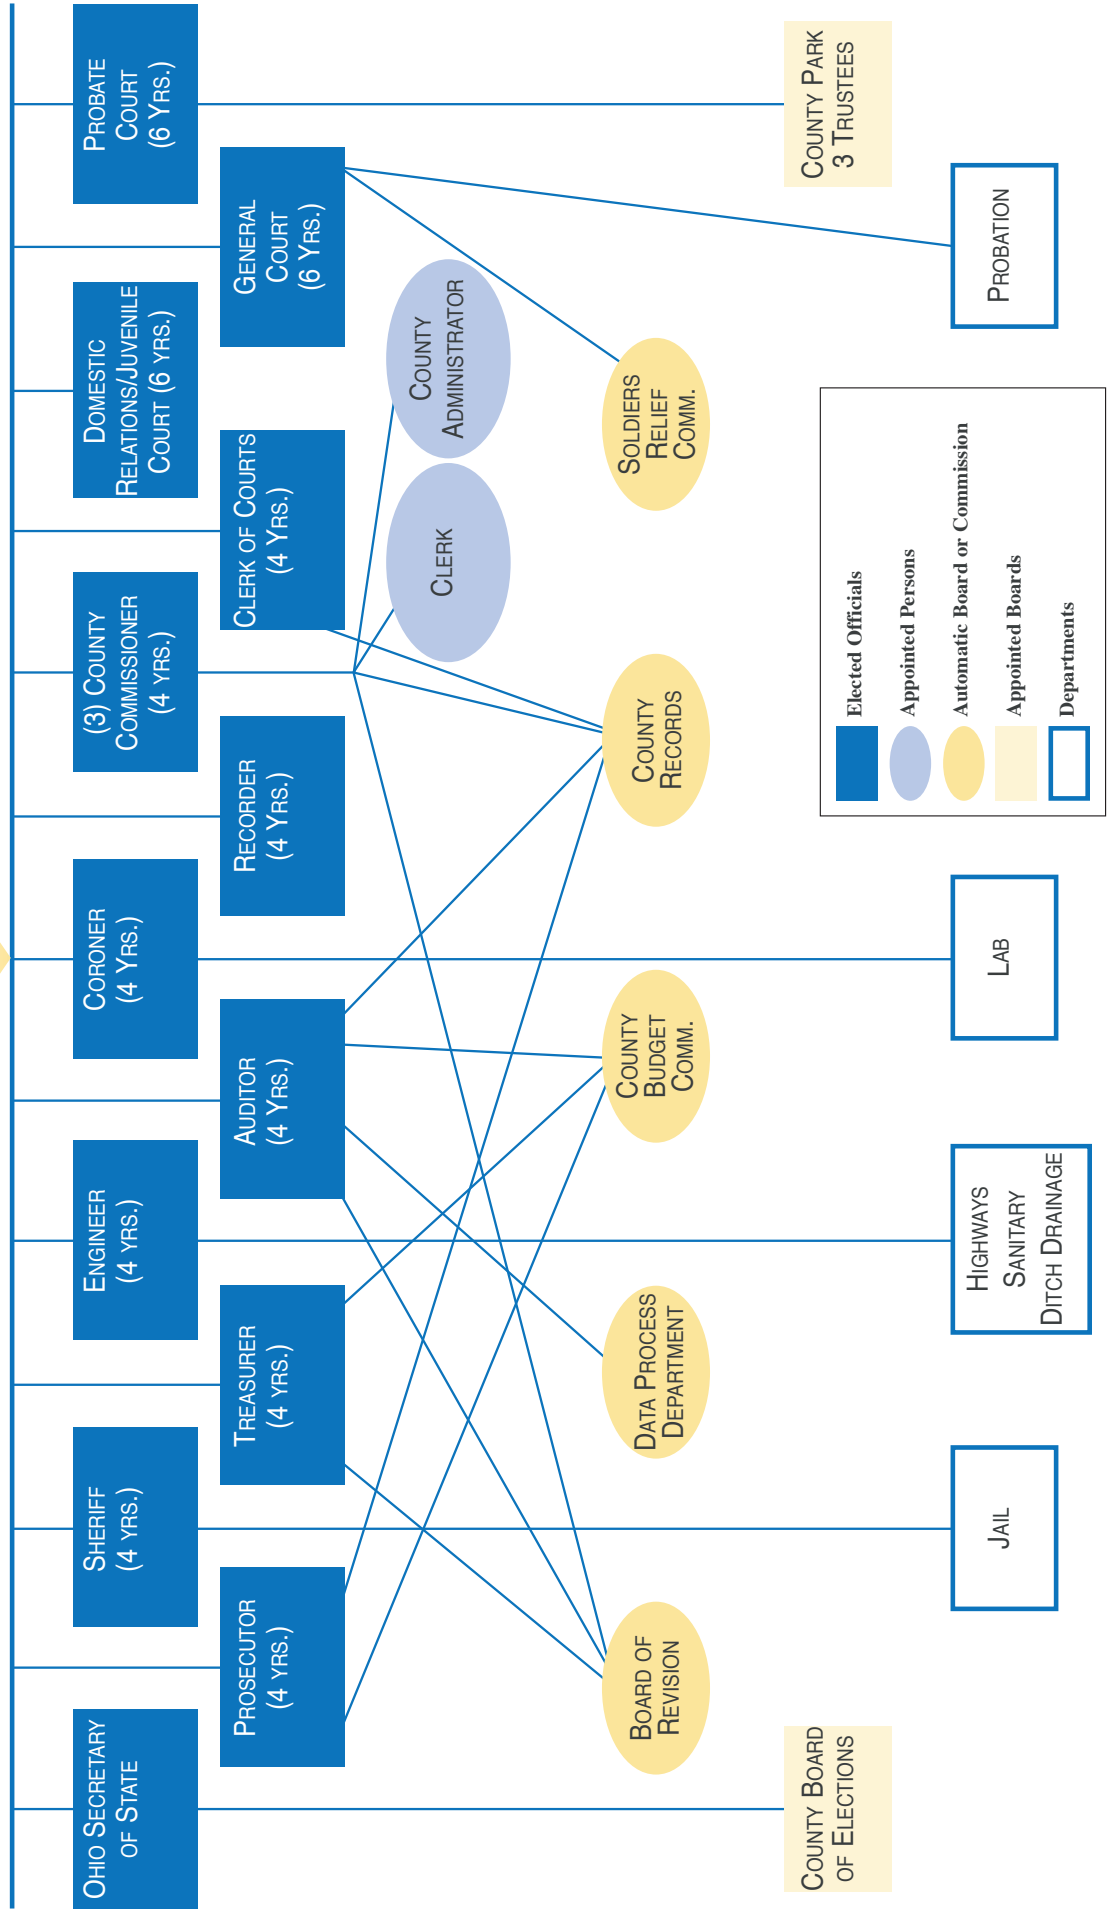 OHIO SECRETARY
OF STATE
SHERIFF
(4 YRS.)
ENGINEER
(4 YRS.)
CORONER
(4 YRS.)
(3) COUNTY
COMMISSIONER
(4 YRS.)
DOMESTIC
RELATIONS/JUVENILE
COURT (6 YRS.)
PROBATE
COURT
(6 YRS.)
PROSECUTOR
(4 YRS.)
TREASURER
(4 YRS.)
AUDITOR
(4 YRS.)
RECORDER
(4 YRS.)
CLERK OF COURTS
(4 YRS.)
GENERAL
COURT
(6 YRS.)
CLERK
COUNTY
ADMINISTRATOR
BOARD OF
REVISION
DATA PROCESS
DEPARTMENT
COUNTY
BUDGET
COMM.
COUNTY
RECORDS
SOLDIERS
RELIEF
COMM.
COUNTY BOARD
OF ELECTIONS
COUNTY PARK
3 TRUSTEES
JAIL
HIGHWAYS
SANITARY
DITCH DRAINAGE
LAB
PROBATION
Elected Officials
Appointed Persons
Automatic Board or Commission
Appointed Boards
Departments